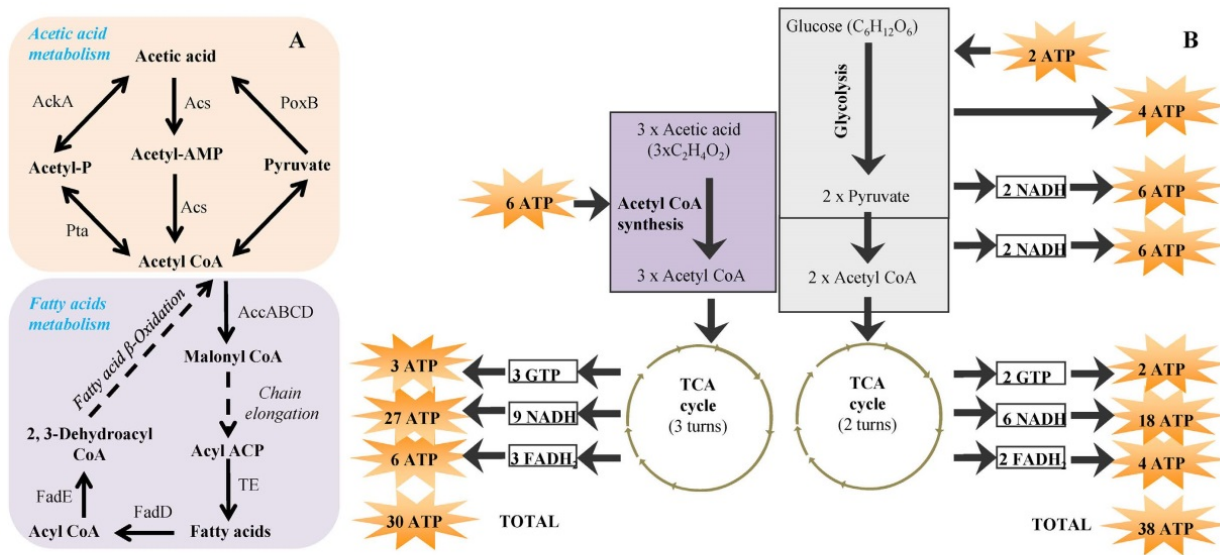 Acetic acid
metabolism
A
Acetic acid
AckA
Acs
PoxB
Acetyl-P
Acetyl-AMP
Pyruvate
Pta
Acs
Acetyl CoA
Fatty acids
metabolism
Fatty acid β-Oxidation
AccABCD
Malonyl CoA
Chain
elongation
2, 3-Dehydroacyl
CoA
Acyl ACP
FadE
TE
Acyl CoA
FadD
Fatty acids
B
Glucose (C₆H₁₂O₆)
2 ATP
Glycolysis
4 ATP
3 x Acetic acid
(3xC₂H₄O₂)
6 ATP
Acetyl CoA
synthesis
2 x Pyruvate
2 NADH
6 ATP
2 NADH
6 ATP
3 x Acetyl CoA
2 x Acetyl CoA
3 ATP
3 GTP
27 ATP
9 NADH
6 ATP
3 FADH₂
TCA
cycle
(3 turns)
TCA
cycle
(2 turns)
2 GTP
2 ATP
6 NADH
18 ATP
2 FADH₂
4 ATP
30 ATP
TOTAL
TOTAL
38 ATP